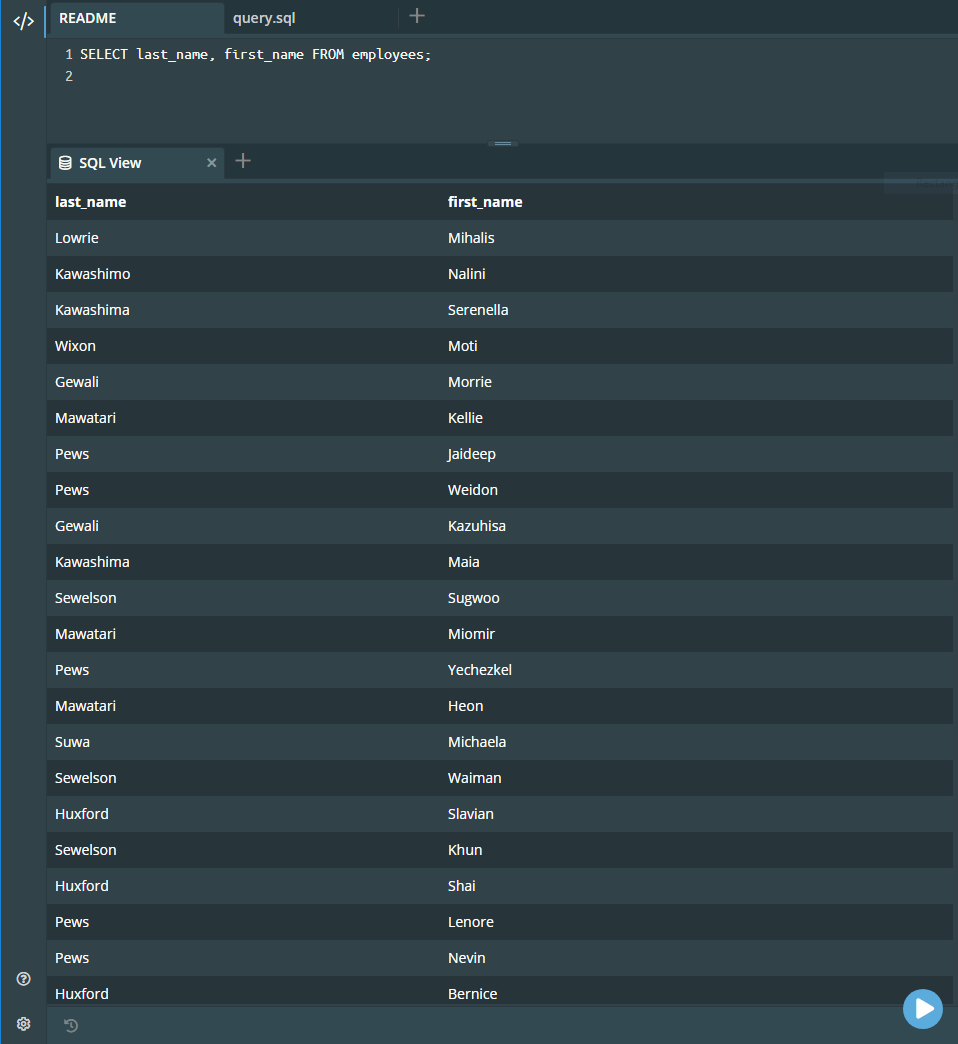 </> README query.sql +
1 SELECT last_name, first_name FROM employees;
2
SQL View × +
last_name first_name
Lowrie Mihalis
Kawashimo Nalini
Kawashima Serenella
Wixon Moti
Gewali Morrie
Mawatari Kellie
Pews Jaideep
Pews Weidon
Gewali Kazuhisa
Kawashima Maia
Sewelson Sugwoo
Mawatari Miomir
Pews Yechezkel
Mawatari Heon
Suwa Michaela
Sewelson Waiman
Huxford Slavian
Sewelson Khun
Huxford Shai
Pews Lenore
Pews Nevin
Huxford Bernice